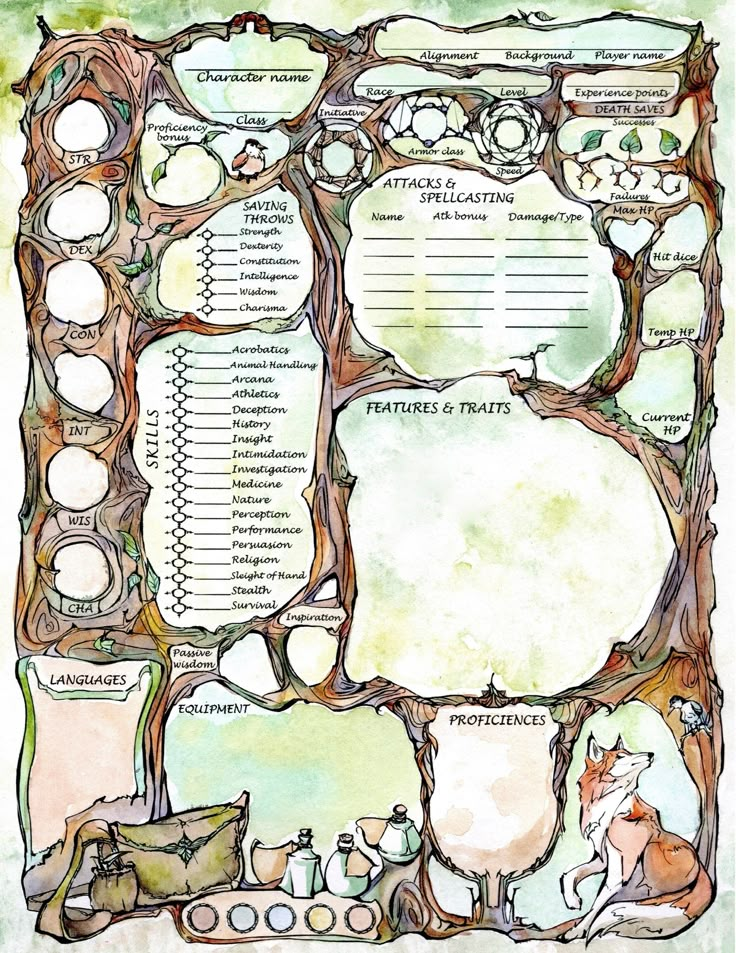 Character name
Class
Alignment Background Player name
Race Level
Experience points
DEATH SAVES
Successes
Failures
Initiative
Armor class
Speed
Proficiency
bonus
STR
DEX
CON
INT
WIS
CHA
SAVING
THROWS
Strength
Dexterity
Constitution
Intelligence
Wisdom
Charisma
ATTACKS &
SPELLCASTING
Name Atk bonus Damage/Type
Max HP
Hit dice
Temp HP
Current
HP
SKILLS
Acrobatics
Animal Handling
Arcana
Athletics
Deception
History
Insight
Intimidation
Investigation
Medicine
Nature
Perception
Performance
Persuasion
Religion
Sleight of Hand
Stealth
Survival
FEATURES & TRAITS
Inspiration
Passive
wisdom
LANGUAGES
EQUIPMENT
PROFICIENCES